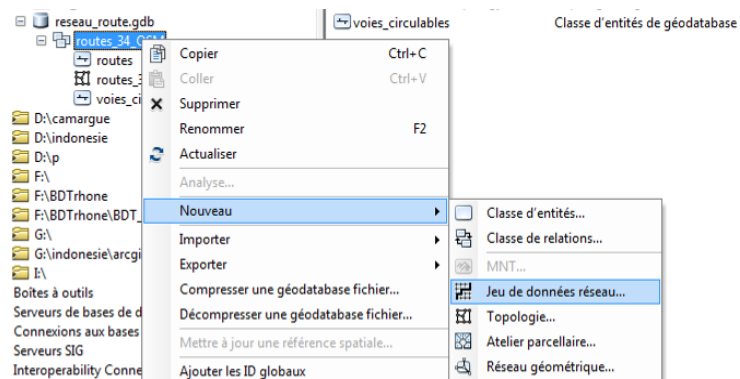 reseau_route.gdb
routes_34_OSM
routes
routes_3
voies_ci
D:\camargue
D:\indonesie
D:\p
F:\
F:\BDTrhone
F:\BDTrhone\BDT_
G:\
G:\indonesie\arcgi
I:\
Boîtes à outils
Serveurs de bases de d
Connexions aux bases
Serveurs SIG
Interoperability Conne
voies_circulables Classe d'entités de géodatabase
Copier Ctrl+C
Coller Ctrl+V
Supprimer
Renommer F2
Actualiser
Analyse...
Nouveau
Importer
Exporter
Compresser une géodatabase fichier...
Décompresser une géodatabase fichier...
Mettre à jour une référence spatiale...
Ajouter les ID globaux
Classe d'entités...
Classe de relations...
MNT...
Jeu de données réseau...
Topologie...
Atelier parcellaire...
Réseau géométrique...